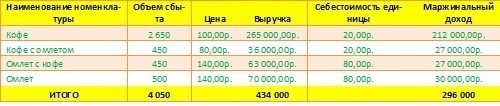 Наименование номенкла-
туры Объем сбы-
та Цена Выручка Себестоимость еди-
ницы Маржинальный
доход
Кофе 2 650 100,00р. 265 000,00р. 20,00р. 212 000,00р.
Кофе с омлетом 450 80,00р. 36 000,00р. 20,00р. 27 000,00р.
Омлет с кофе 450 140,00р. 63 000,00р. 80,00р. 27 000,00р.
Омлет 500 140,00р. 70 000,00р. 80,00р. 30 000,00р.
ИТОГО 4 050 434 000 296 000